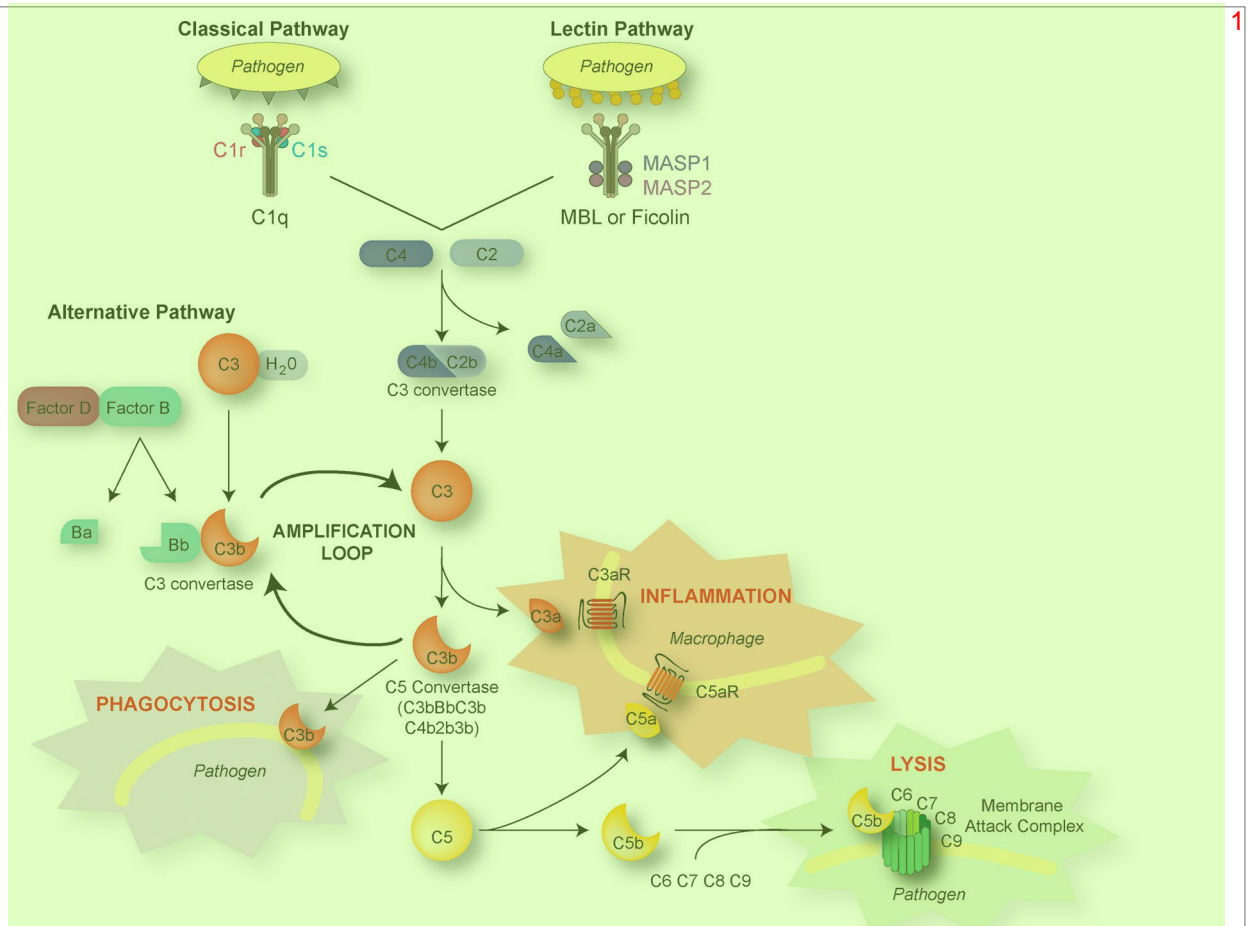 1
Classical Pathway
Lectin Pathway
Pathogen
Pathogen
C1r
C1s
MASP1
MASP2
C1q
MBL or Ficolin
C4
C2
Alternative Pathway
C2a
C4a
C3
H₂0
C4b
C2b
C3 convertase
Factor D
Factor B
C3
AMPLIFICATION
LOOP
Ba
Bb
C3b
C3 convertase
C3aR
INFLAMMATION
C3a
Macrophage
C3b
C5aR
C5 Convertase
(C3bBbC3b
C4b2b3b)
C5a
PHAGOCYTOSIS
C3b
Pathogen
LYSIS
C6
C7
C8
C9
Membrane
Attack Complex
C5b
C5
C5b
C6 C7 C8 C9
Pathogen